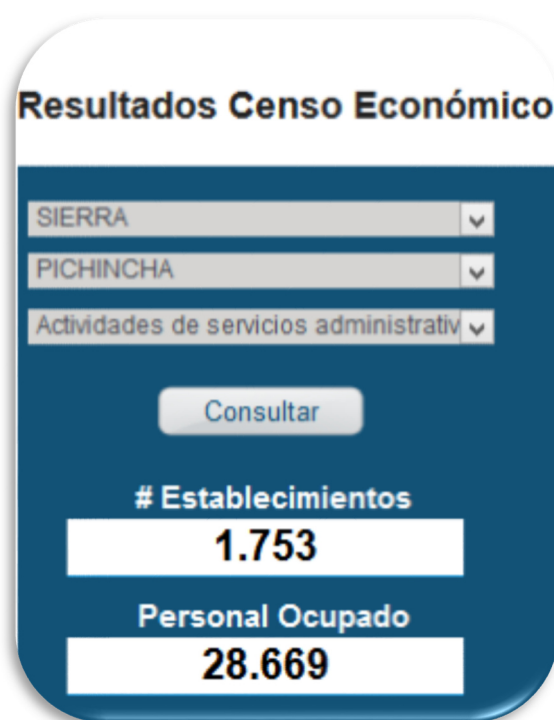 Resultados Censo Económico
SIERRA
PICHINCHA
Actividades de servicios administrativ
Consultar
# Establecimientos
1.753
Personal Ocupado
28.669